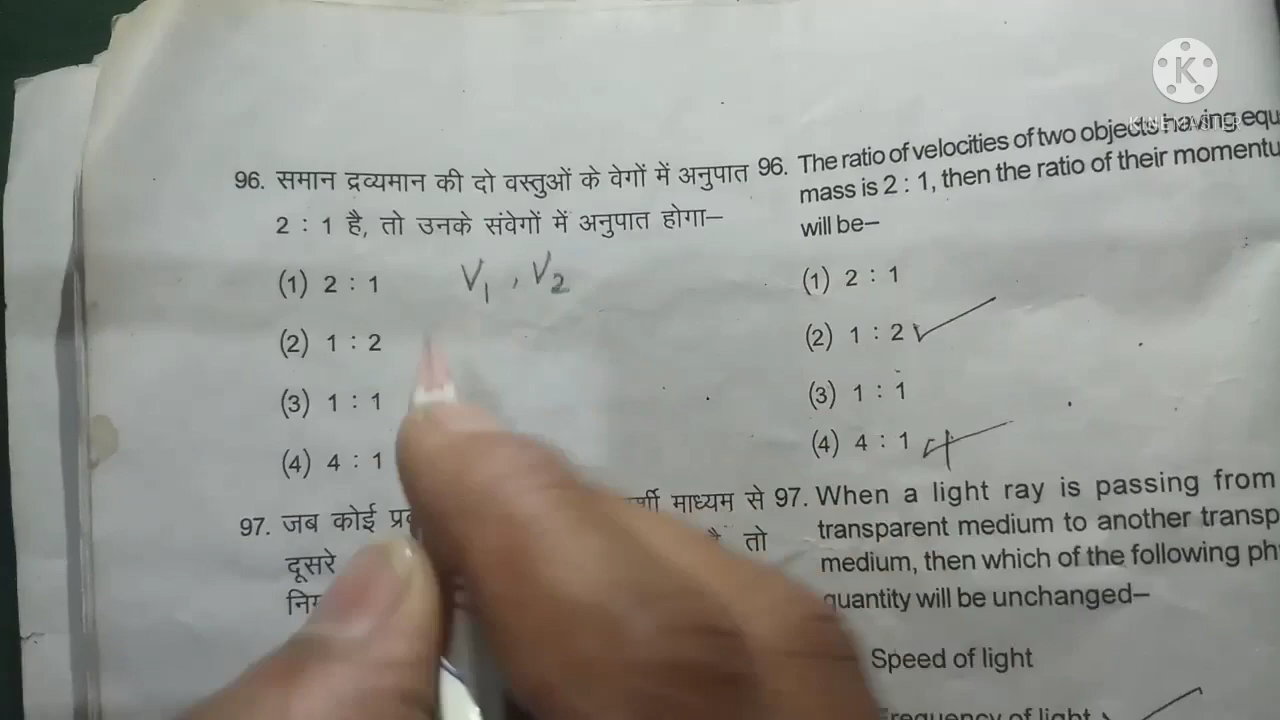 K
KINEMASTER
96. समान द्रव्यमान की दो वस्तुओं के वेगों में अनुपात
2 : 1 है, तो उनके संवेगों में अनुपात होगा–
(1) 2 : 1
V1 , V2
(2) 1 : 2
(3) 1 : 1
(4) 4 : 1
97. जब कोई
माध्यम से
दूसरे
तो
96. The ratio of velocities of two objects having equ
mass is 2 : 1, then the ratio of their momentu
will be–
(1) 2 : 1
(2) 1 : 2
(3) 1 : 1
(4) 4 : 1
97. When a light ray is passing from
transparent medium to another transp
medium, then which of the following ph
quantity will be unchanged–
Speed of light
Frequency of light